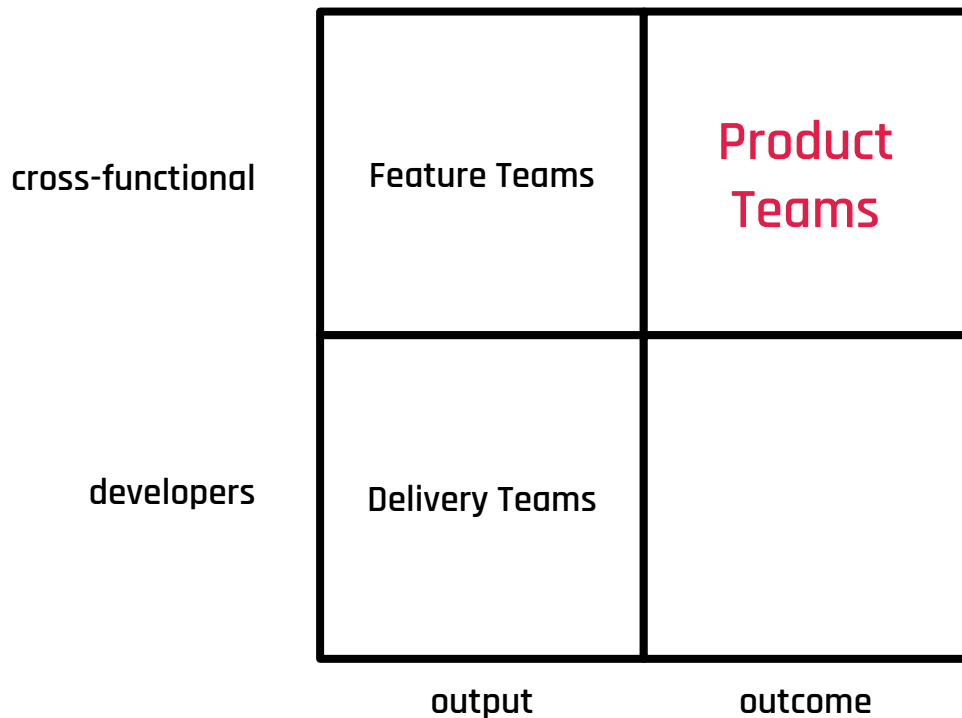 cross-functional
Feature Teams
Product
Teams
developers
Delivery Teams
output
outcome